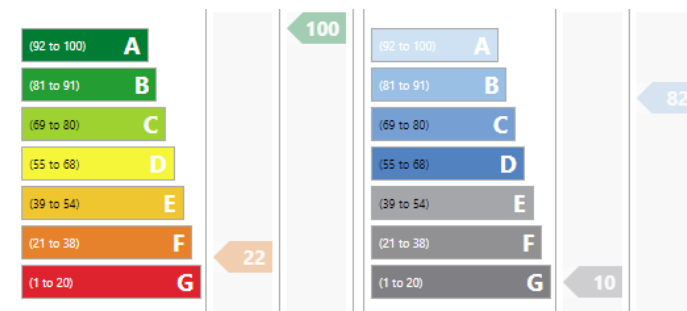 (92 to 100) A
(81 to 91) B
(69 to 80) C
(55 to 68) D
(39 to 54) E
(21 to 38) F
(1 to 20) G
22
100
(92 to 100) A
(81 to 91) B
(69 to 80) C
(55 to 68) D
(39 to 54) E
(21 to 38) F
(1 to 20) G
10
82